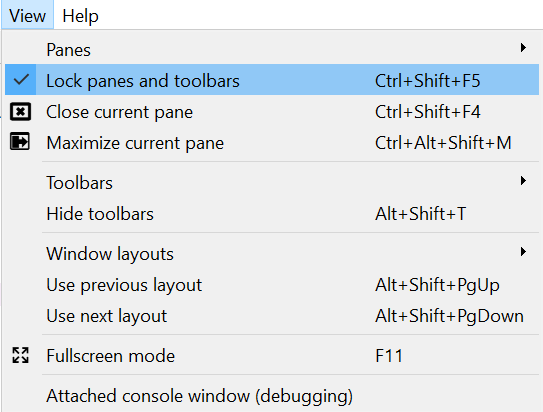 View Help
Panes
Lock panes and toolbars Ctrl+Shift+F5
Close current pane Ctrl+Shift+F4
Maximize current pane Ctrl+Alt+Shift+M
Toolbars
Hide toolbars Alt+Shift+T
Window layouts
Use previous layout Alt+Shift+PgUp
Use next layout Alt+Shift+PgDown
Fullscreen mode F11
Attached console window (debugging)